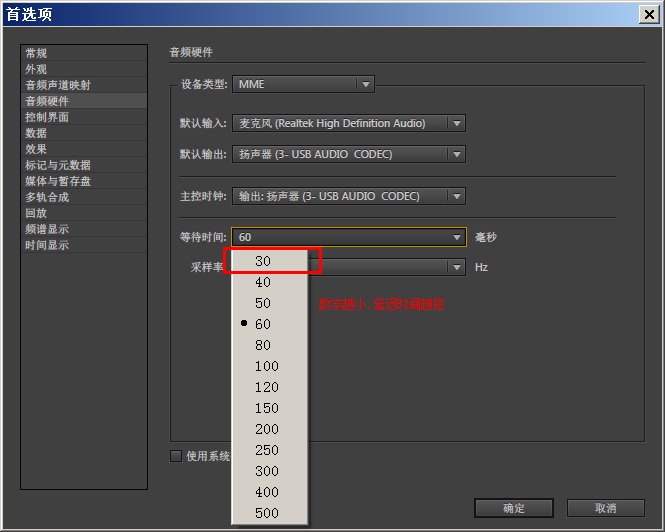 首选项
常规
外观
音频声道映射
音频硬件
控制界面
数据
效果
标记与元数据
媒体与暂存盘
多轨合成
回放
频谱显示
时间显示
音频硬件
设备类型: MME
默认输入: 麦克风 (Realtek High Definition Audio)
默认输出: 扬声器 (3- USB AUDIO CODEC)
主控时钟: 输出: 扬声器 (3- USB AUDIO CODEC)
等待时间: 60 毫秒
采样率 Hz
30
40
50
60
80
100
120
150
200
250
300
400
500
数字越小,延迟时间越短
使用系统
确定
取消